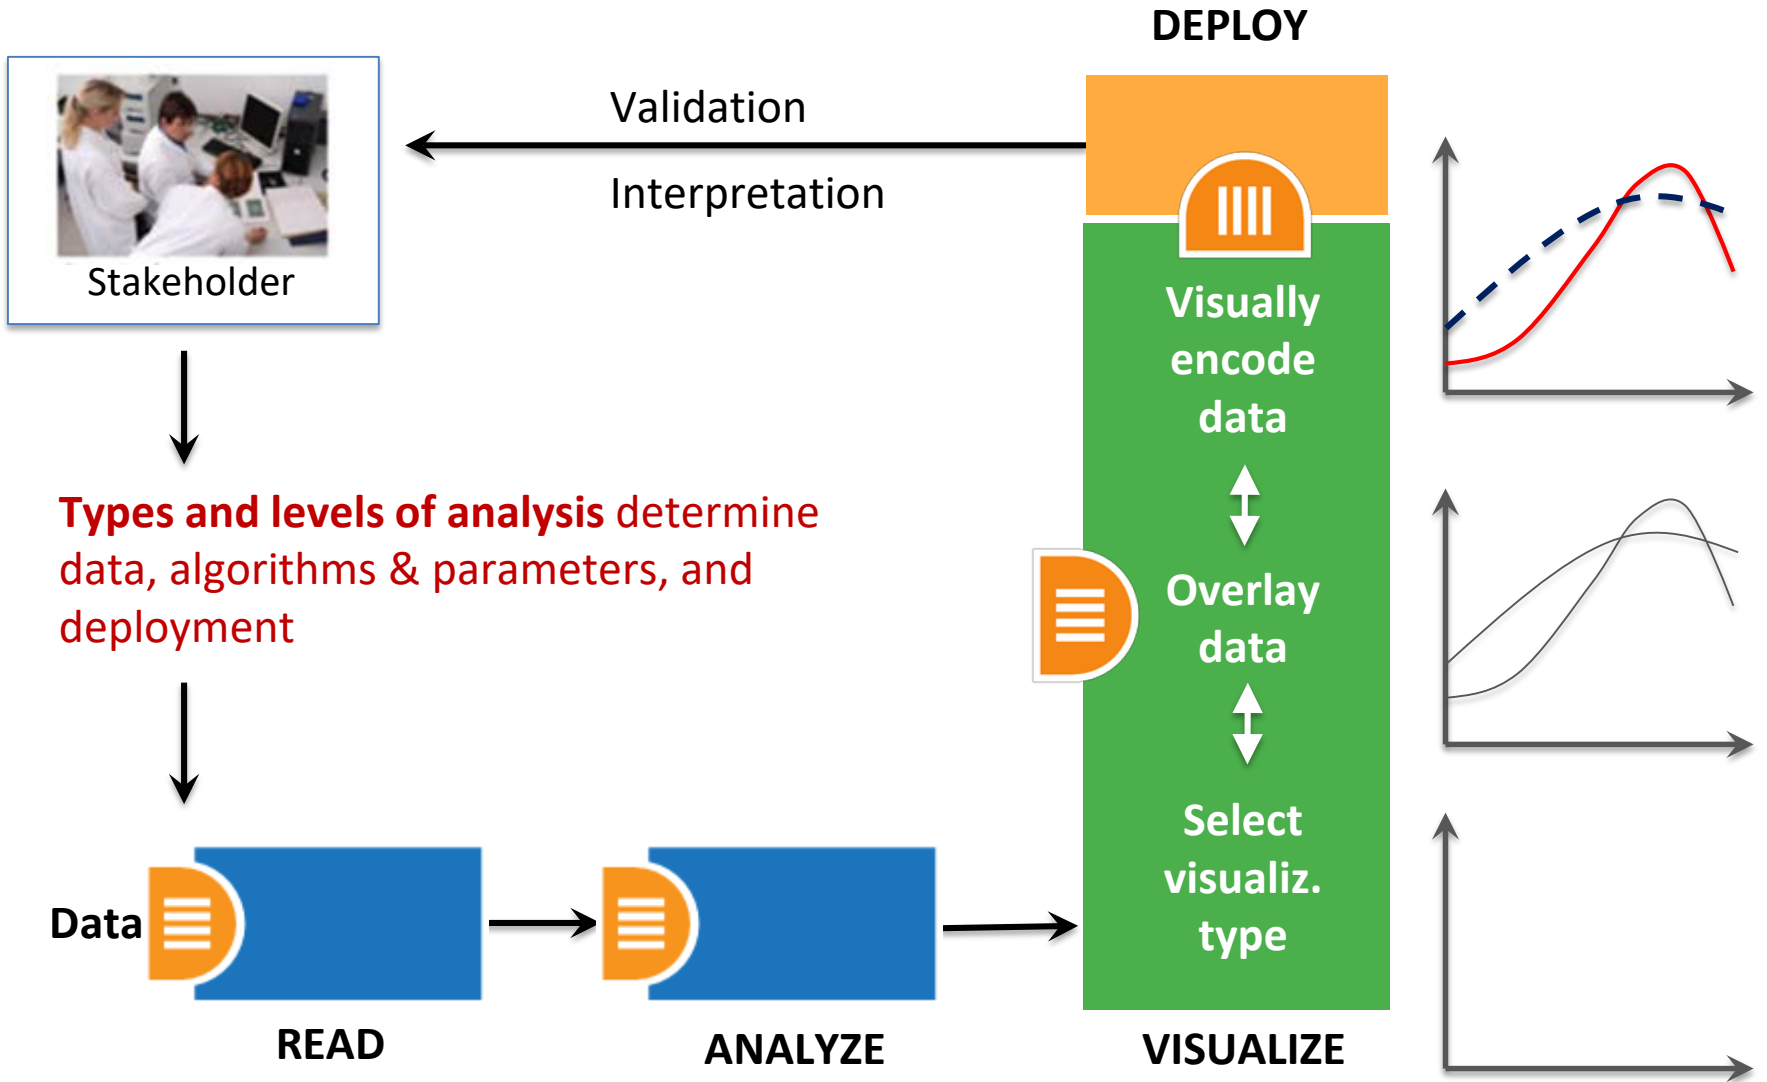 DEPLOY
Validation
Interpretation
Stakeholder
Types and levels of analysis determine
data, algorithms & parameters, and
deployment
Visually
encode
data
Overlay
data
Select
visualiz.
type
Data
READ
ANALYZE
VISUALIZE